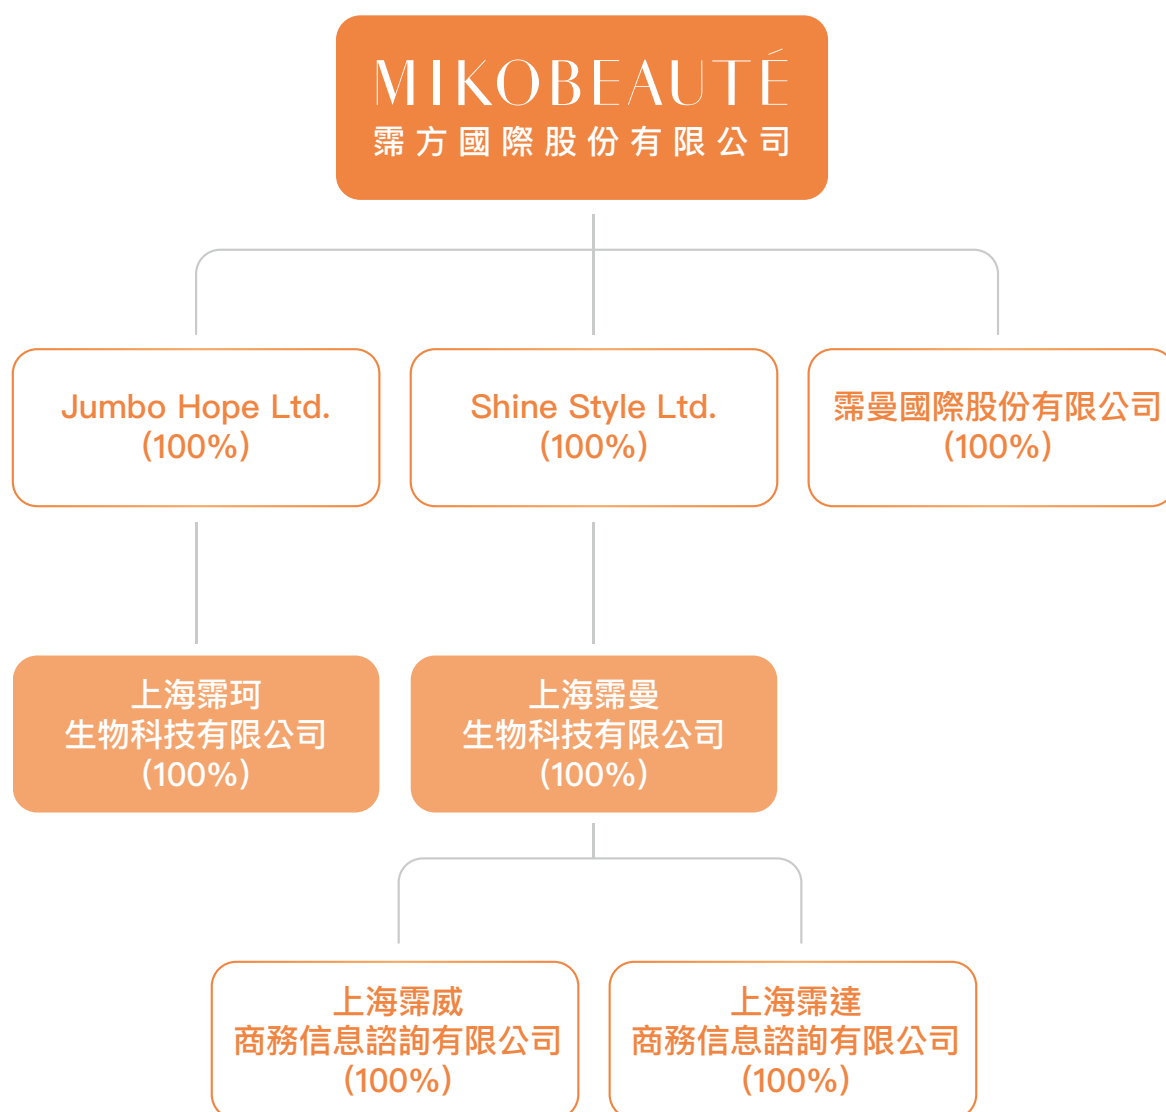 MIKOBEAUTÉ
霈方國際股份有限公司
Jumbo Hope Ltd.
(100%)
Shine Style Ltd.
(100%)
霈曼國際股份有限公司
(100%)
上海霈珂
生物科技有限公司
(100%)
上海霈曼
生物科技有限公司
(100%)
上海霈威
商務信息諮詢有限公司
(100%)
上海霈達
商務信息諮詢有限公司
(100%)